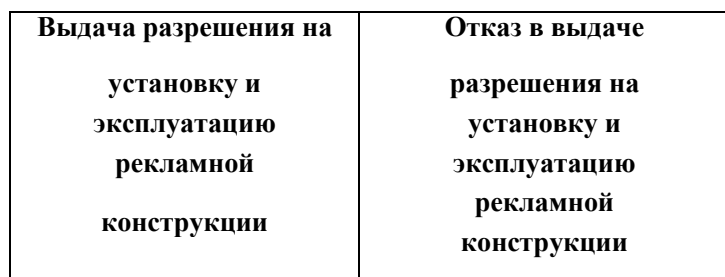 Выдача разрешения на
установку и
эксплуатацию
рекламной
конструкции
Отказ в выдаче
разрешения на
установку и
эксплуатацию
рекламной
конструкции